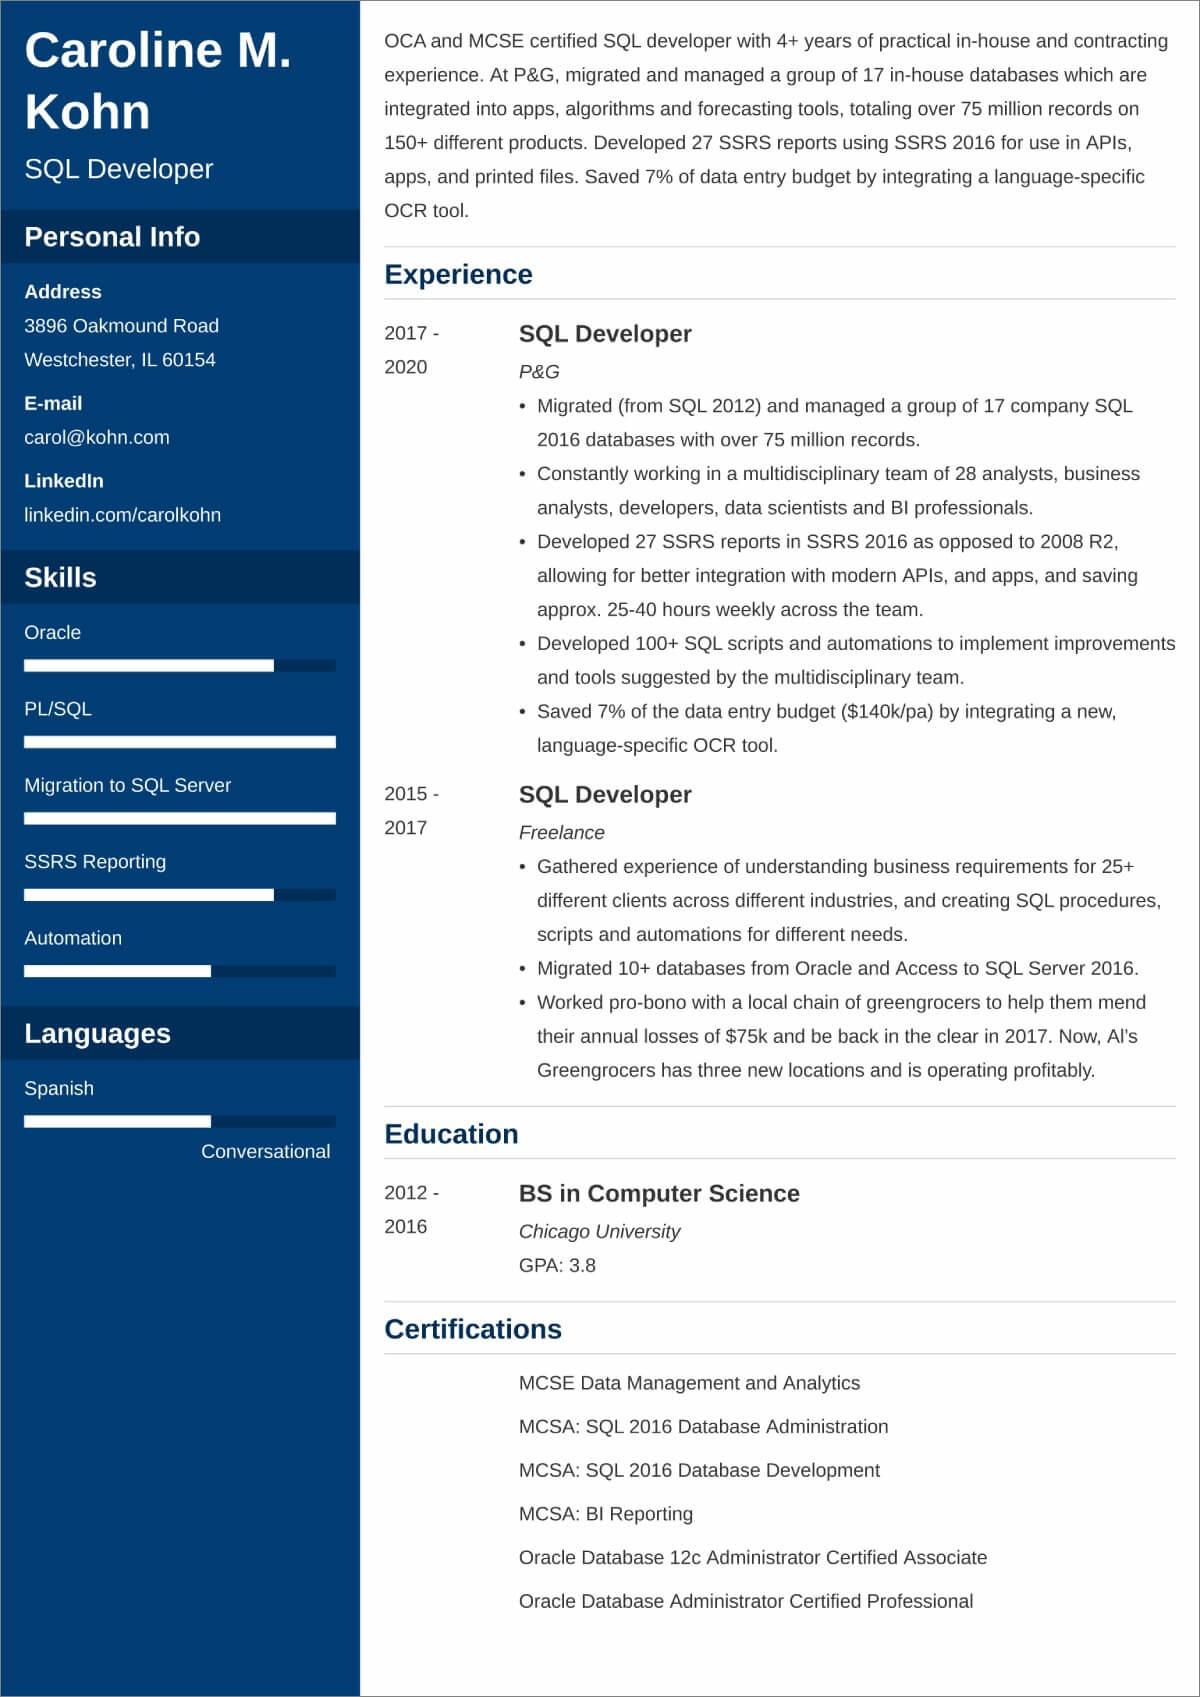 Caroline M.
Kohn
SQL Developer
Personal Info
Address
3896 Oakmound Road
Westchester, IL 60154
E-mail
carol@kohn.com
LinkedIn
linkedin.com/carolkohn
Skills
Oracle
PL/SQL
Migration to SQL Server
SSRS Reporting
Automation
Languages
Spanish
Conversational
OCA and MCSE certified SQL developer with 4+ years of practical in-house and contracting
experience. At P&G, migrated and managed a group of 17 in-house databases which are
integrated into apps, algorithms and forecasting tools, totaling over 75 million records on
150+ different products. Developed 27 SSRS reports using SSRS 2016 for use in APIs,
apps, and printed files. Saved 7% of data entry budget by integrating a language-specific
OCR tool.
Experience
2017 -
2020
SQL Developer
P&G
• Migrated (from SQL 2012) and managed a group of 17 company SQL
2016 databases with over 75 million records.
• Constantly working in a multidisciplinary team of 28 analysts, business
analysts, developers, data scientists and BI professionals.
• Developed 27 SSRS reports in SSRS 2016 as opposed to 2008 R2,
allowing for better integration with modern APIs, and apps, and saving
approx. 25-40 hours weekly across the team.
• Developed 100+ SQL scripts and automations to implement improvements
and tools suggested by the multidisciplinary team.
• Saved 7% of the data entry budget ($140k/pa) by integrating a new,
language-specific OCR tool.
2015 -
2017
SQL Developer
Freelance
• Gathered experience of understanding business requirements for 25+
different clients across different industries, and creating SQL procedures,
scripts and automations for different needs.
• Migrated 10+ databases from Oracle and Access to SQL Server 2016.
• Worked pro-bono with a local chain of greengrocers to help them mend
their annual losses of $75k and be back in the clear in 2017. Now, Al's
Greengrocers has three new locations and is operating profitably.
Education
2012 -
2016
BS in Computer Science
Chicago University
GPA: 3.8
Certifications
MCSE Data Management and Analytics
MCSA: SQL 2016 Database Administration
MCSA: SQL 2016 Database Development
MCSA: BI Reporting
Oracle Database 12c Administrator Certified Associate
Oracle Database Administrator Certified Professional